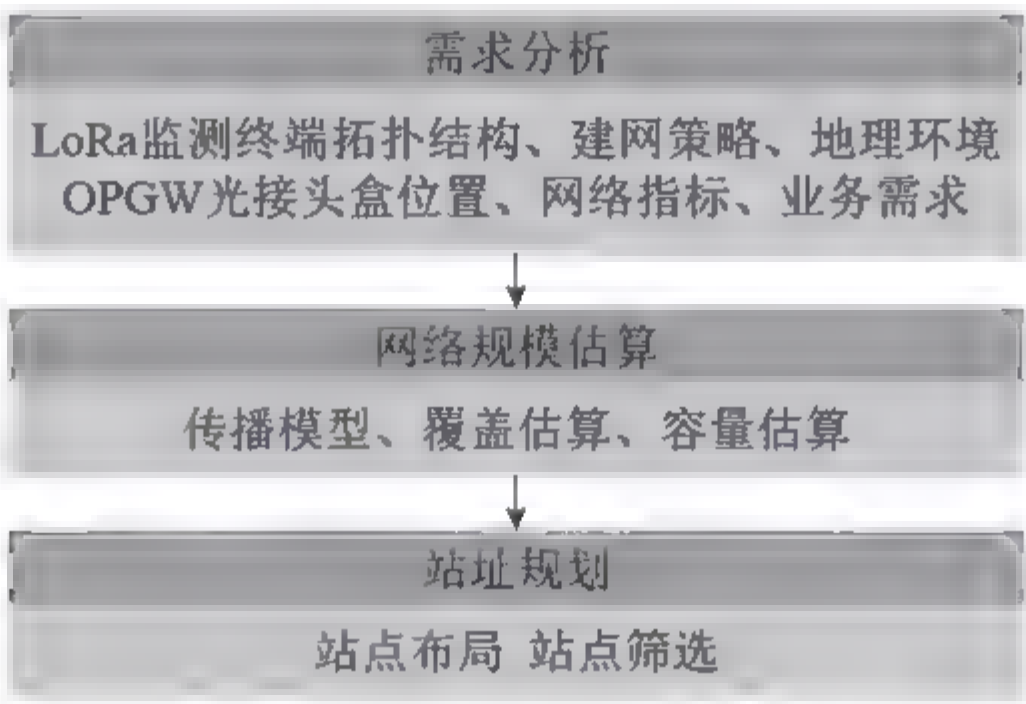 需求分析
LoRa监测终端拓扑结构、建网策略、地理环境
OPGW光接头盒位置、网络指标、业务需求
网络规模估算
传播模型、覆盖估算、容量估算
站址规划
站点布局 站点筛选